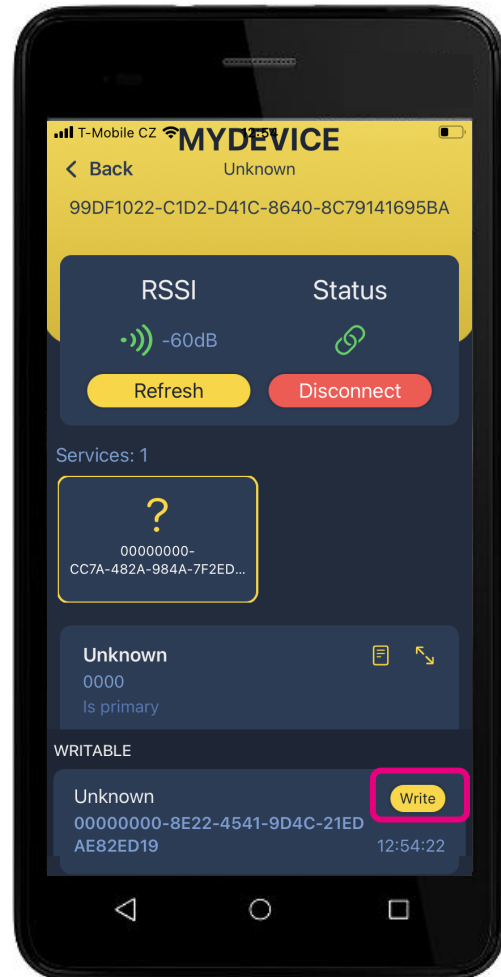 T-Mobile CZ 12:54
MYDEVICE
Back Unknown
99DF1022-C1D2-D41C-8640-8C79141695BA
RSSI Status
-60dB
Refresh Disconnect
Services: 1
?
00000000-
CC7A-482A-984A-7F2ED...
Unknown
0000
Is primary
WRITABLE
Unknown Write
00000000-8E22-4541-9D4C-21ED
AE82ED19 12:54:22